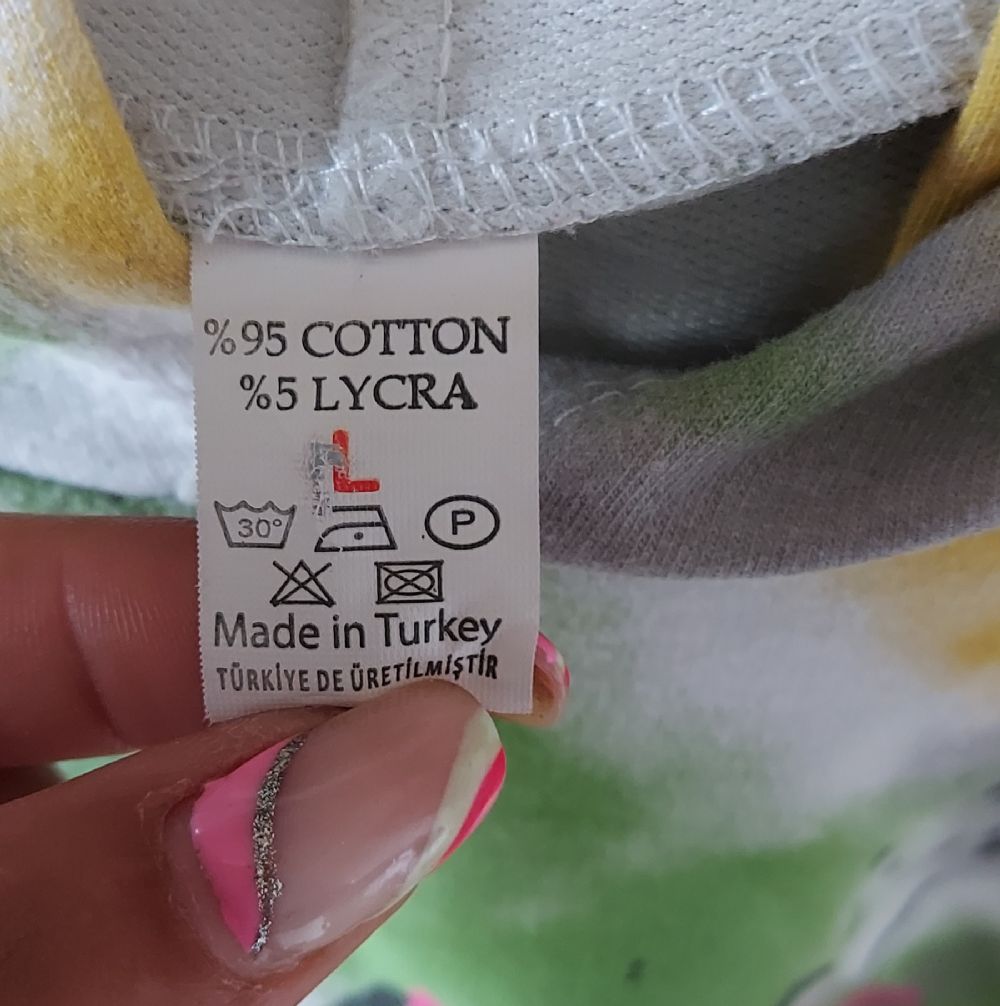 %95 COTTON
%5 LYCRA
L
30° P
Made in Turkey
TÜRKİYE DE ÜRETİLMİŞTİR